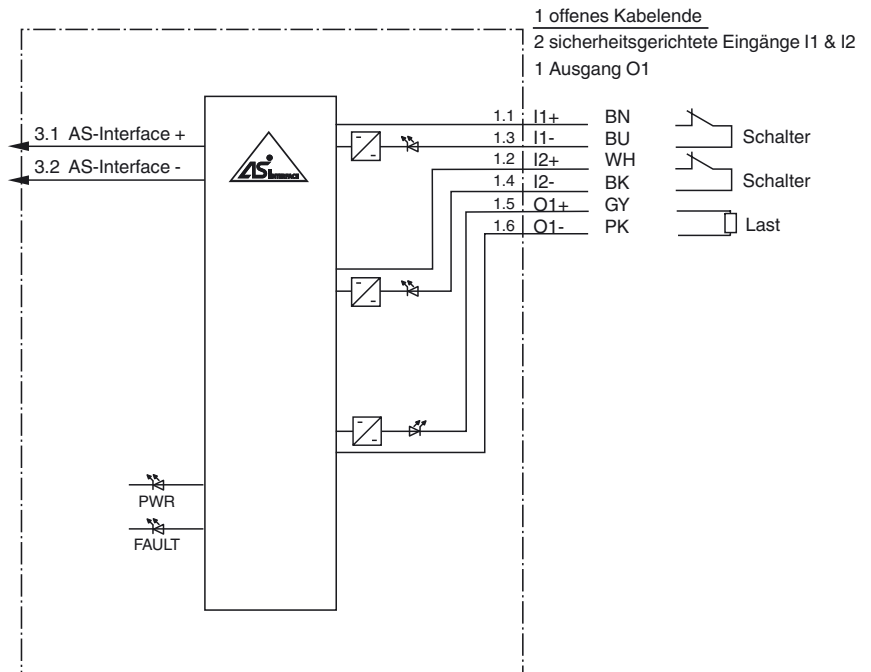 1 offenes Kabelende
2 sicherheitsgerichtete Eingänge I1 & I2
1 Ausgang O1
3.1 AS-Interface +
3.2 AS-Interface -
AS INTERFACE
1.1 I1+ BN
1.3 I1- BU
Schalter
1.2 I2+ WH
1.4 I2- BK
Schalter
1.5 O1+ GY
1.6 O1- PK
Last
PWR
FAULT